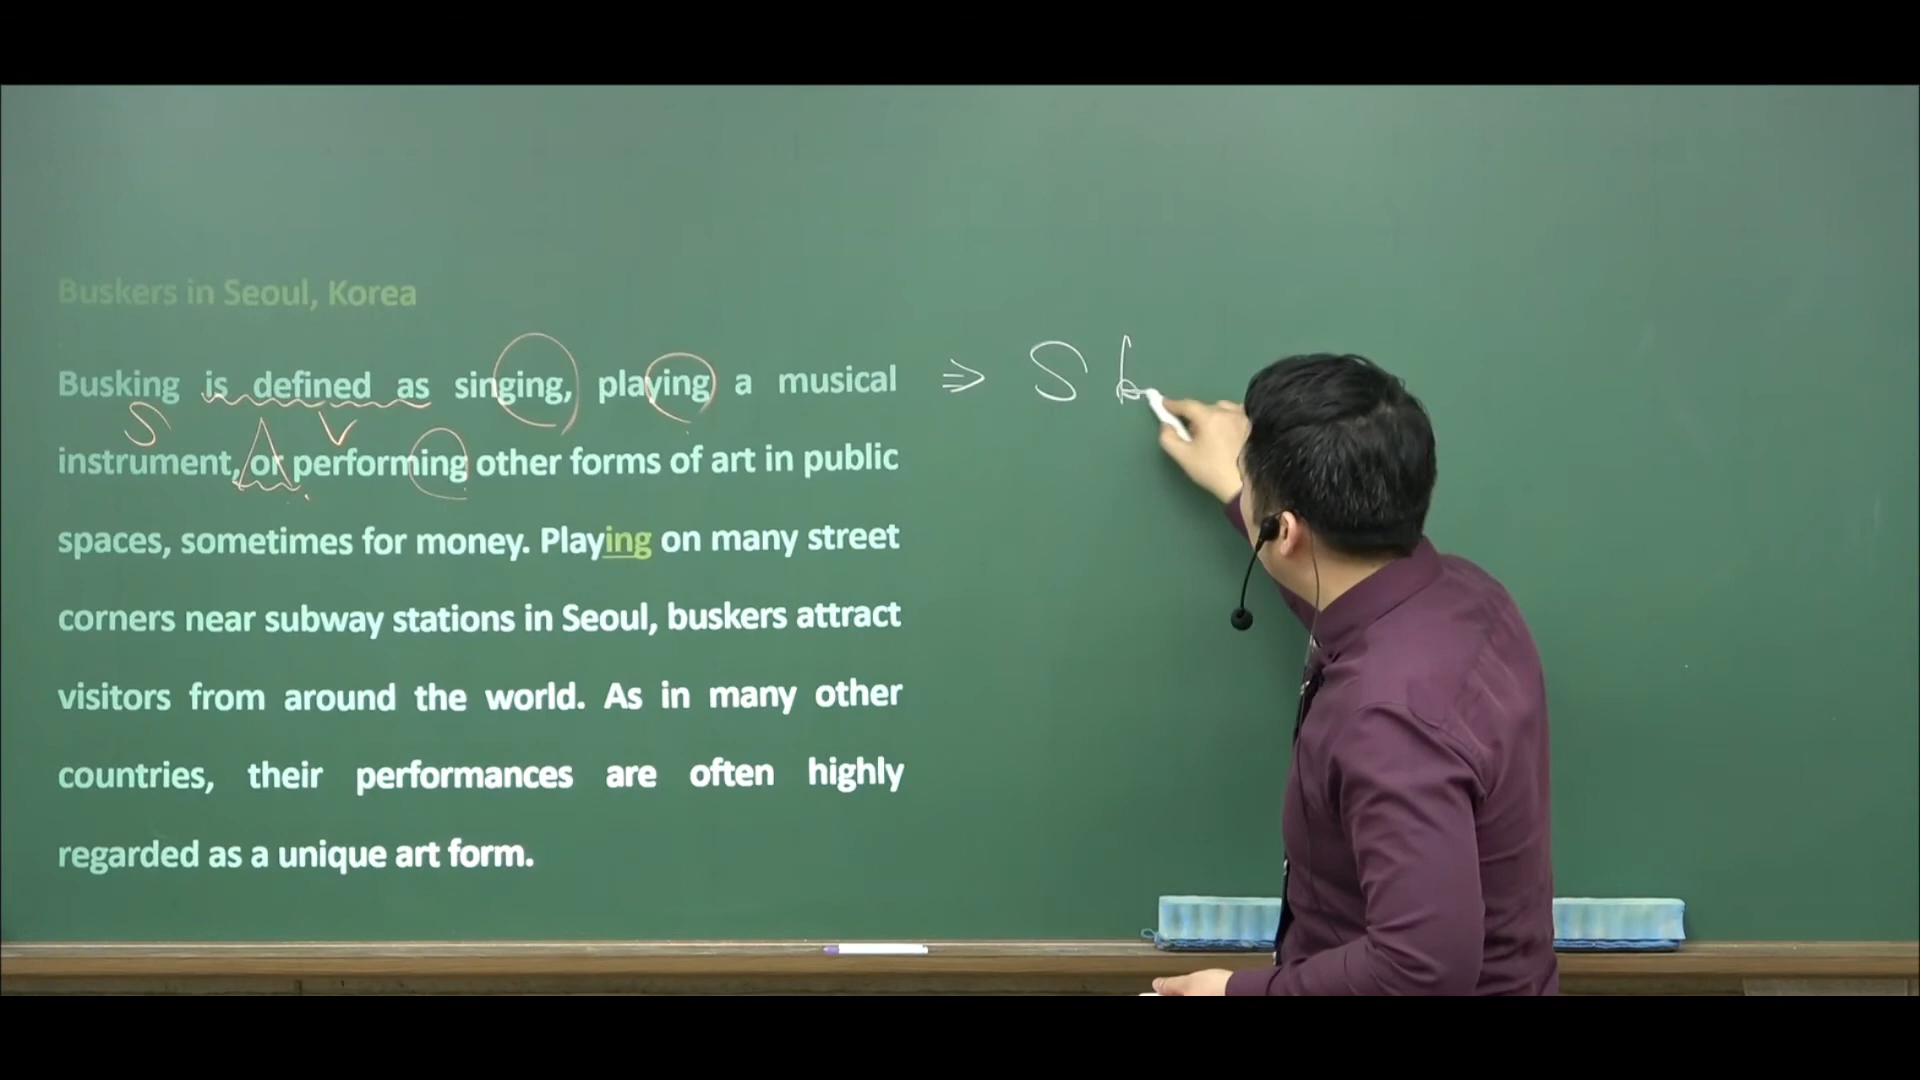 Buskers in Seoul, Korea
Busking is defined as singing, playing a musical
S V
instrument, or performing other forms of art in public
spaces, sometimes for money. Playing on many street
corners near subway stations in Seoul, buskers attract
visitors from around the world. As in many other
countries, their performances are often highly
regarded as a unique art form.
⇒ S b